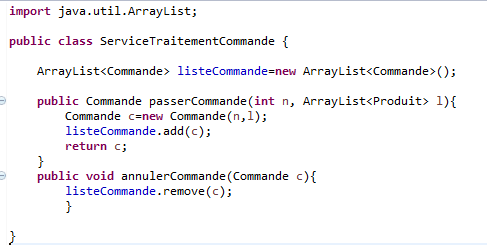 import java.util.ArrayList;
public class ServiceTraitementCommande {
ArrayList<Commande> listeCommande=new ArrayList<Commande>();
public Commande passerCommande(int n, ArrayList<Produit> l){
Commande c=new Commande(n,l);
listeCommande.add(c);
return c;
}
public void annulerCommande(Commande c){
listeCommande.remove(c);
}
}